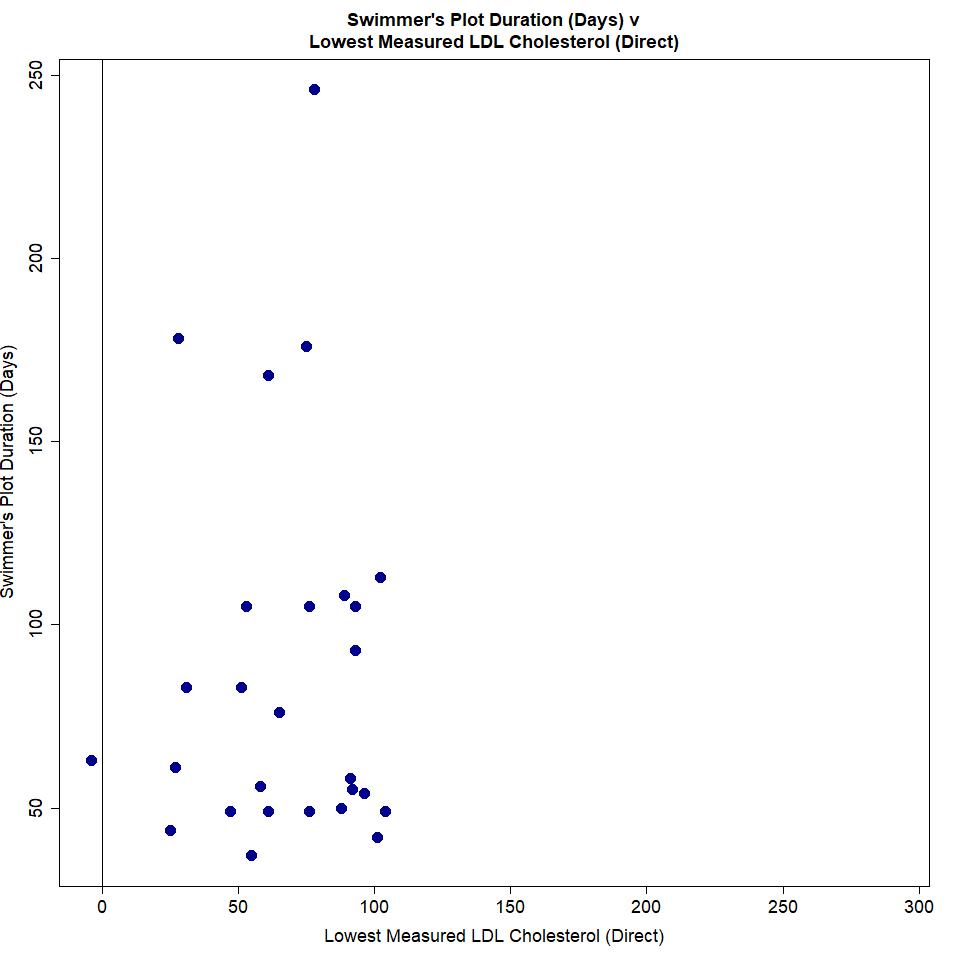 Swimmer's Plot Duration (Days) v
Lowest Measured LDL Cholesterol (Direct)
Swimmer's Plot Duration (Days)
250
200
150
100
50
0 50 100 150 200 250 300
Lowest Measured LDL Cholesterol (Direct)